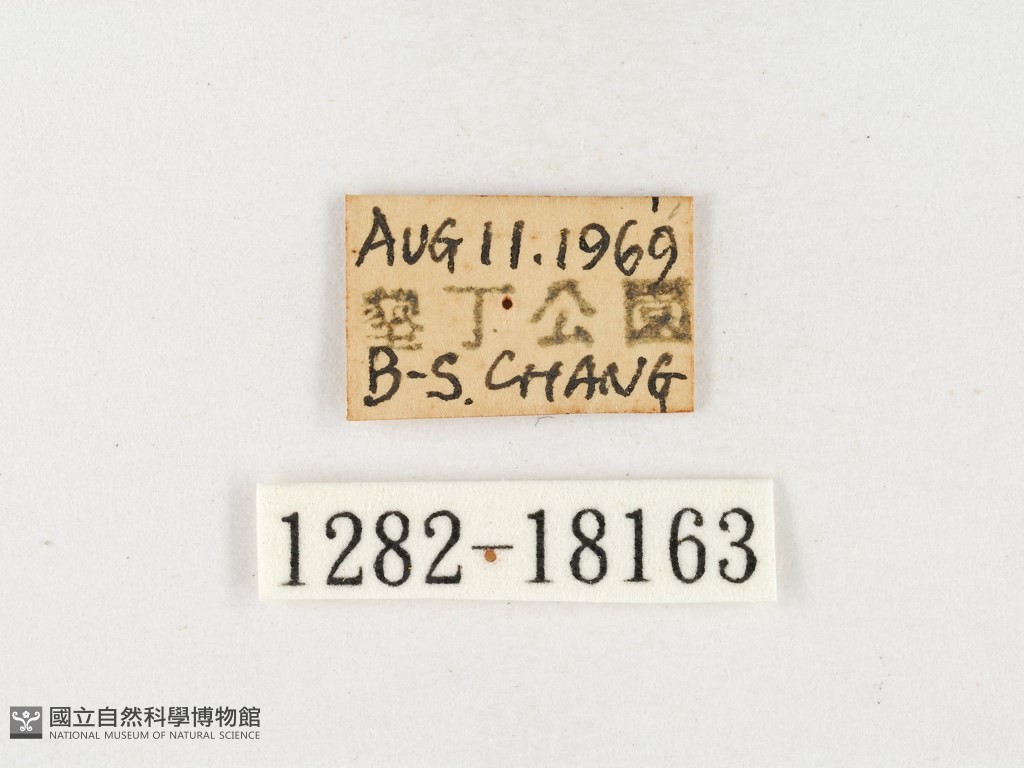 AUG 11. 1969
墾丁公園
B-S. CHANG
1282-18163
國立自然科學博物館
NATIONAL MUSEUM OF NATURAL SCIENCE